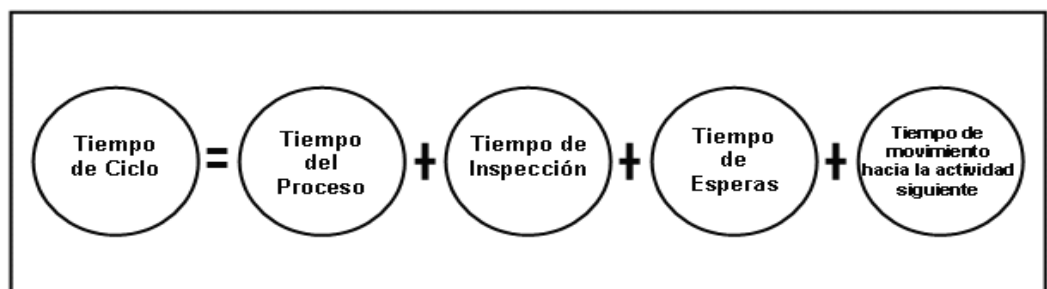 Tiempo
de Ciclo
=
Tiempo
del
Proceso
+
Tiempo de
Inspección
+
Tiempo
de
Esperas
+
Tiempo de
movimiento
hacia la actividad
siguiente